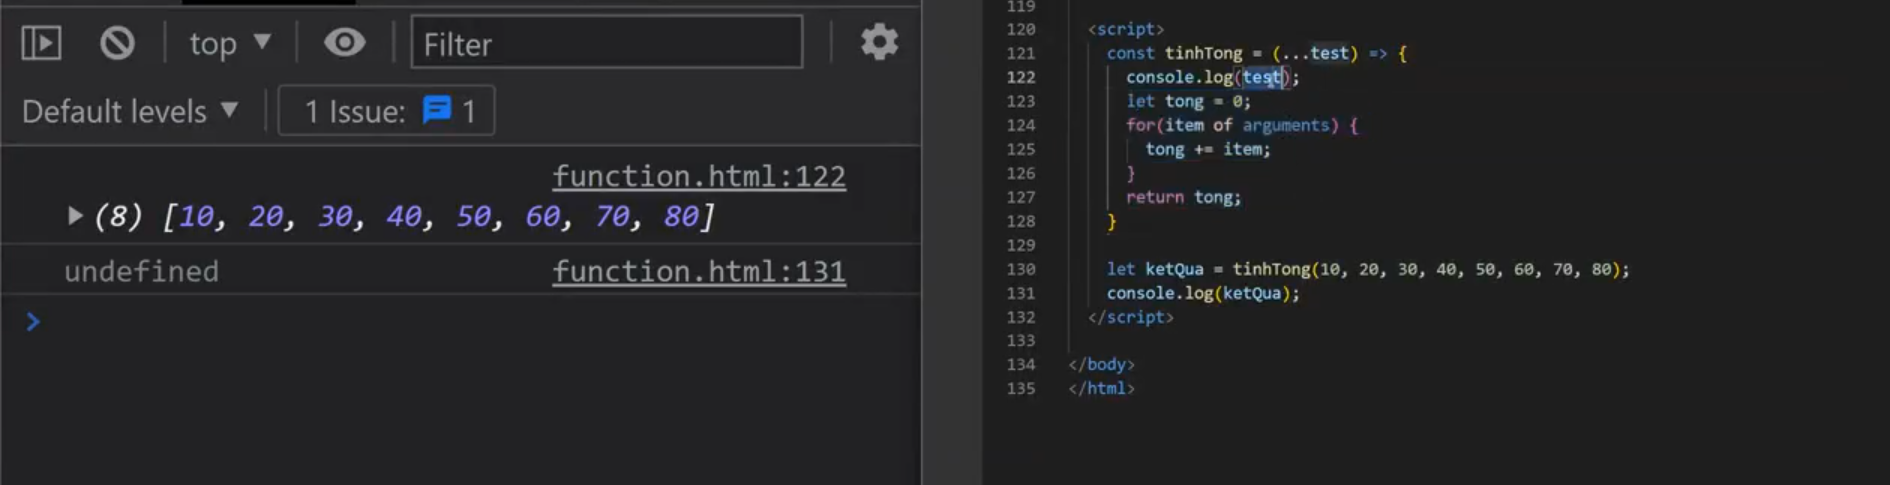 top ▼
Filter
Default levels ▼
1 Issue: 1
function.html:122
▶ (8) [10, 20, 30, 40, 50, 60, 70, 80]
undefined function.html:131
>
119
120 <script>
121 const tinhTong = (...test) => {
122 console.log(test);
123 let tong = 0;
124 for(item of arguments) {
125 tong += item;
126 }
127 return tong;
128 }
129
130 let ketQua = tinhTong(10, 20, 30, 40, 50, 60, 70, 80);
131 console.log(ketQua);
132 </script>
133
134 </body>
135 </html>